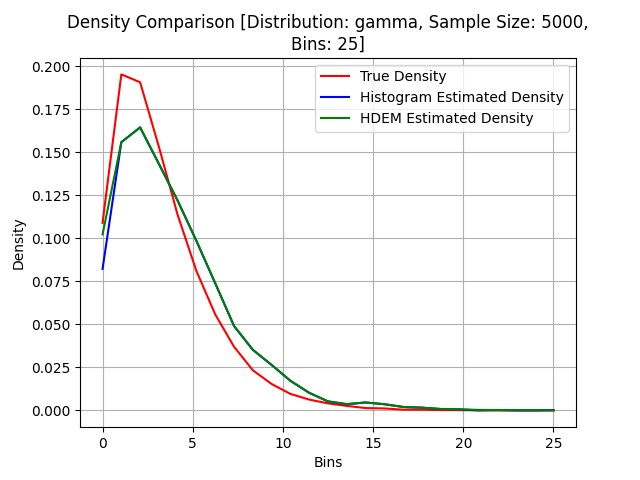 Density Comparison [Distribution: gamma, Sample Size: 5000,
Bins: 25]
True Density
Histogram Estimated Density
HDEM Estimated Density
Density
0.200
0.175
0.150
0.125
0.100
0.075
0.050
0.025
0.000
0 5 10 15 20 25
Bins